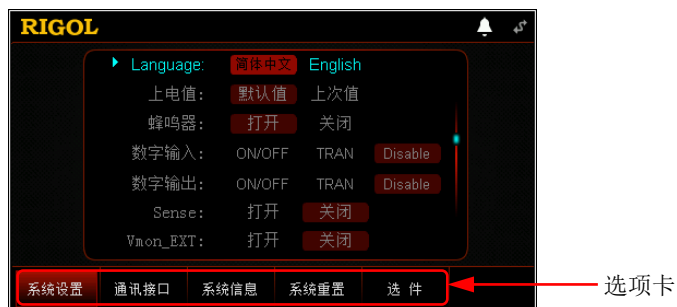 RIGOL
Language: 简体中文 English
上电值: 默认值 上次值
蜂鸣器: 打开 关闭
数字输入: ON/OFF TRAN Disable
数字输出: ON/OFF TRAN Disable
Sense: 打开 关闭
Vmon_EXT: 打开 关闭
系统设置 通讯接口 系统信息 系统重置 选 件
选项卡